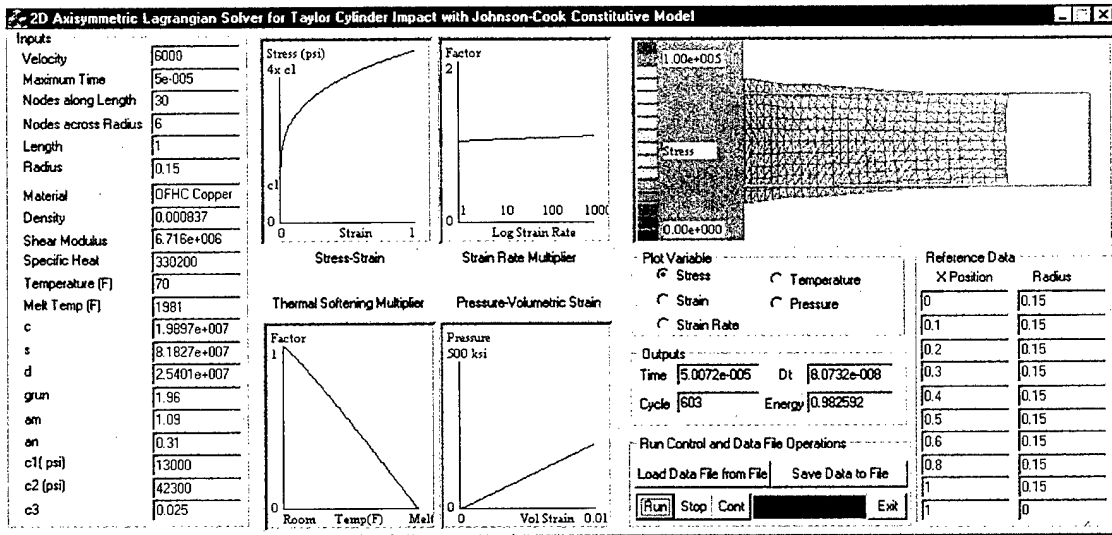 2D Axisymmetric Lagrangian Solver for Taylor Cylinder Impact with Johnson-Cook Constitutive Model
Inputs
Velocity 6000
Maximum Time 5e-005
Nodes along Length 30
Nodes across Radius 6
Length 1
Radius 0.15
Material OFHC Copper
Density 0.000837
Shear Modulus 6.716e+006
Specific Heat 330200
Temperature (F) 70
Melt Temp (F) 1981
c 1.9897e+007
s 8.1827e+007
d 2.5401e+007
grun 1.96
am 1.09
an 0.31
c1( psi) 13000
c2 (psi) 42300
c3 0.025
Stress (psi)
4x c1
c1
0
0 Strain 1
Stress-Strain
Factor
2
0
1 10 100 1000
Log Strain Rate
Strain Rate Multiplier
Thermal Softening Multiplier
Factor
1
0
Room Temp(F) Melt
Pressure-Volumetric Strain
Pressure
500 ksi
0
0 Vol Strain 0.01
1.00e+005
Stress
0.00e+000
Plot Variable
Stress
Temperature
Strain
Pressure
Strain Rate
Outputs
Time 5.0072e-005 Dt 8.0732e-008
Cycle 603 Energy 0.982592
Run Control and Data File Operations
Load Data File from File Save Data to File
Run Stop Cont Exit
Reference Data
X Position Radius
0 0.15
0.1 0.15
0.2 0.15
0.3 0.15
0.4 0.15
0.5 0.15
0.6 0.15
0.8 0.15
1 0.15
1 0